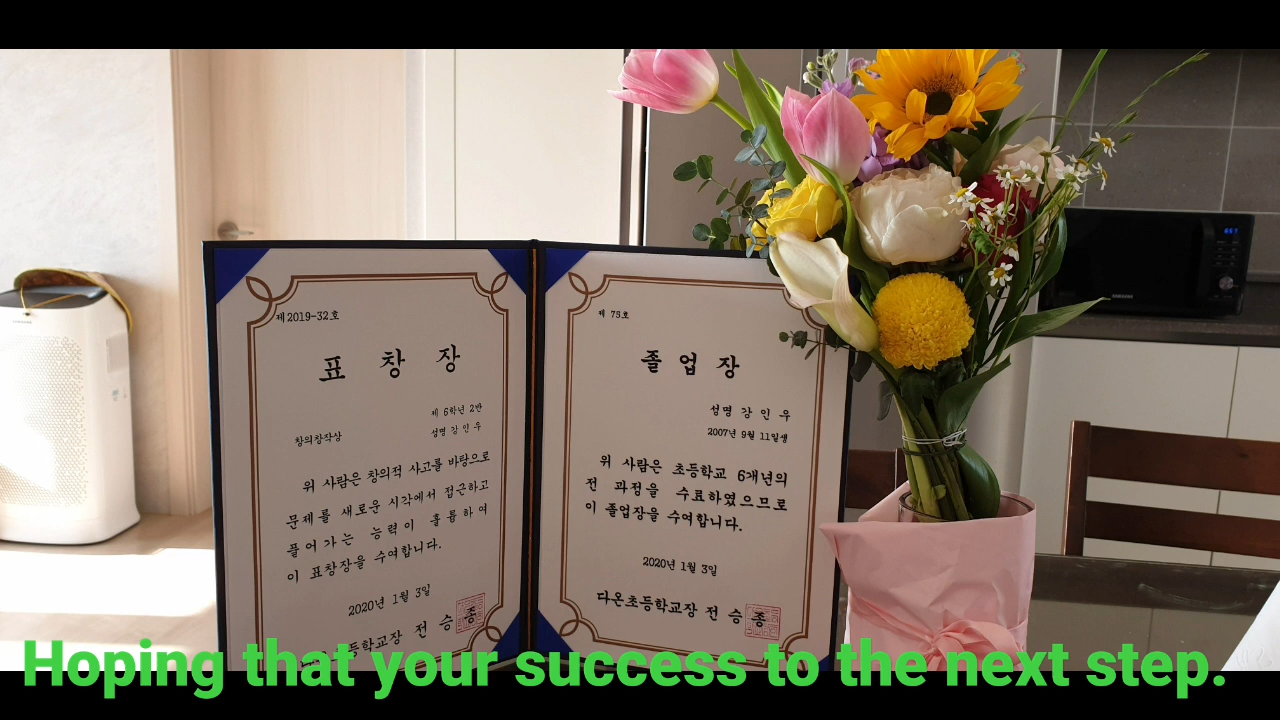 제2019-32호
표 창 장
제 6학년 2반
창의창작상
성명 강 인 우
위 사람은 창의적 사고를 바탕으로
문제를 새로운 시각에서 접근하고
풀어가는 능력이 훌륭하여
이 표창장을 수여합니다.
2020년 1월 3일
등학교장 전 승 종
제 75호
졸 업 장
성명 강 인 우
2007년 9월 11일생
위 사람은 초등학교 6개년의
전 과정을 수료하였으므로
이 졸업장을 수여합니다.
2020년 1월 3일
다온초등학교장 전 승 종
SAMSUNG
Hoping that your success to the next step.